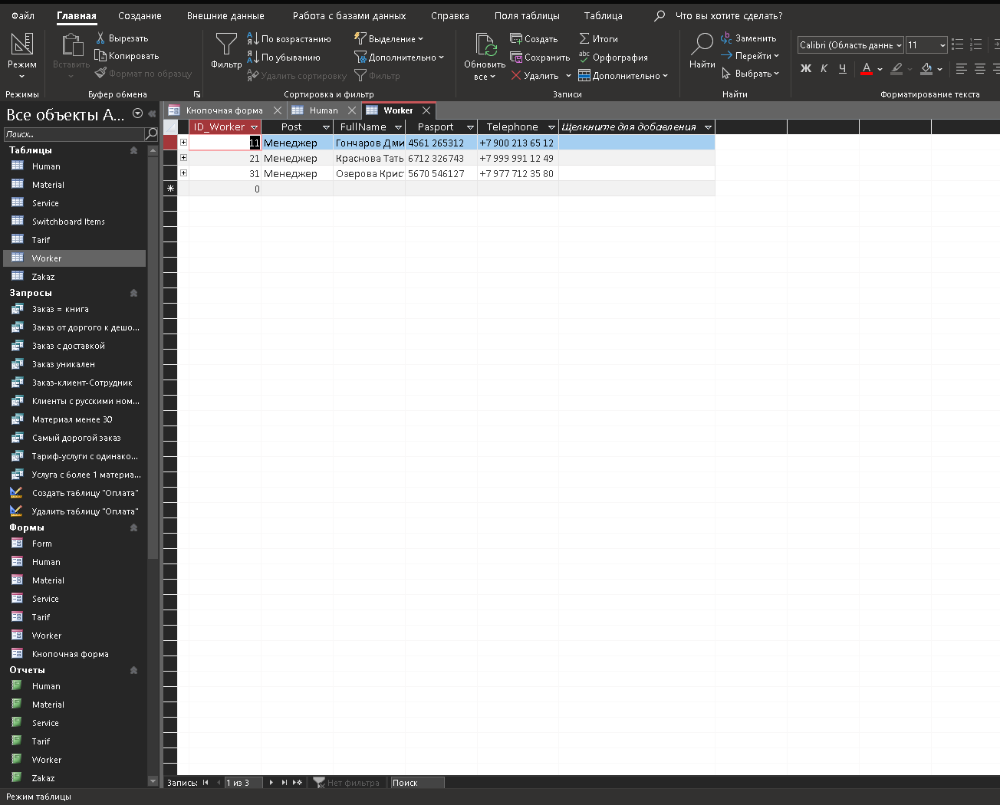 Файл Главная Создание Внешние данные Работа с базами данных Справка Поля таблицы Таблица Что вы хотите сделать?
Режим
Режимы
Вставить
Вырезать
Копировать
Формат по образцу
Буфер обмена
Фильтр
По возрастанию
По убыванию
Удалить сортировку
Выделение
Дополнительно
Фильтр
Сортировка и фильтр
Обновить
все
Создать
Сохранить
Удалить
Итоги
Орфография
Дополнительно
Записи
Найти
Заменить
Перейти
Выбрать
Найти
Calibri (Область данн 11
Ж К Ч А
Форматирование текста
Все объекты A...
Поиск...
Таблицы
Human
Material
Service
Switchboard Items
Tarif
Worker
Zakaz
Запросы
Заказ = книга
Заказ от доргого к дешо...
Заказ с доставкой
Заказ уникален
Заказ-клиент-Сотрудник
Клиенты с русскими ном...
Материал менее 30
Самый дорогой заказ
Тариф-услуги с одинако...
Услуга с более 1 материа...
Создать таблицу "Оплата"
Удалить таблицу "Оплата"
Формы
Form
Human
Material
Service
Tarif
Worker
Кнопочная форма
Отчеты
Human
Material
Service
Tarif
Worker
Zakaz
Кнопочная форма Human Worker
ID_Worker Post FullName Pasport Telephone Щелкните для добавления
11 Менеджер Гончаров Дми 4561 265312 +7 900 213 65 12
21 Менеджер Краснова Тать 6712 326743 +7 999 991 12 49
31 Менеджер Озерова Крист 5670 546127 +7 977 712 35 80
0
Запись: 1 из 3 Нет фильтра Поиск
Режим таблицы